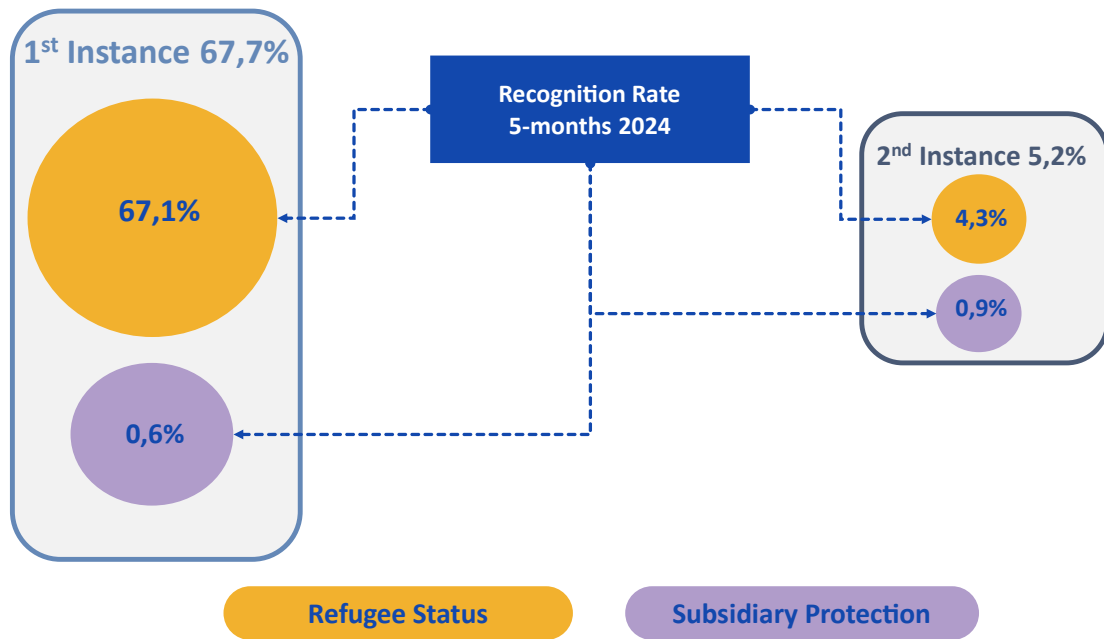 1st Instance 67,7%
67,1%
0,6%
Recognition Rate
5-months 2024
2nd Instance 5,2%
4,3%
0,9%
Refugee Status
Subsidiary Protection